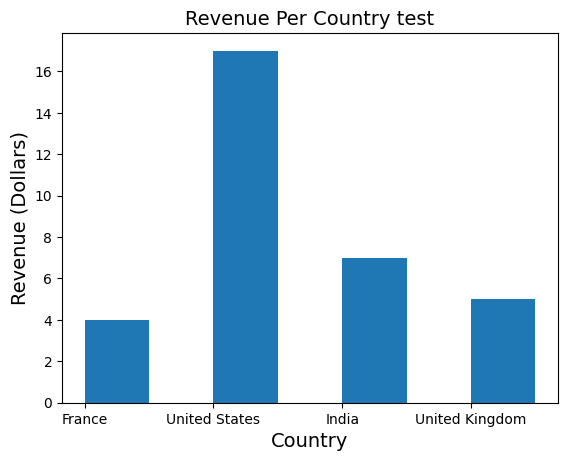 Revenue Per Country test
Revenue (Dollars)
16
14
12
10
8
6
4
2
0
France United States India United Kingdom
Country